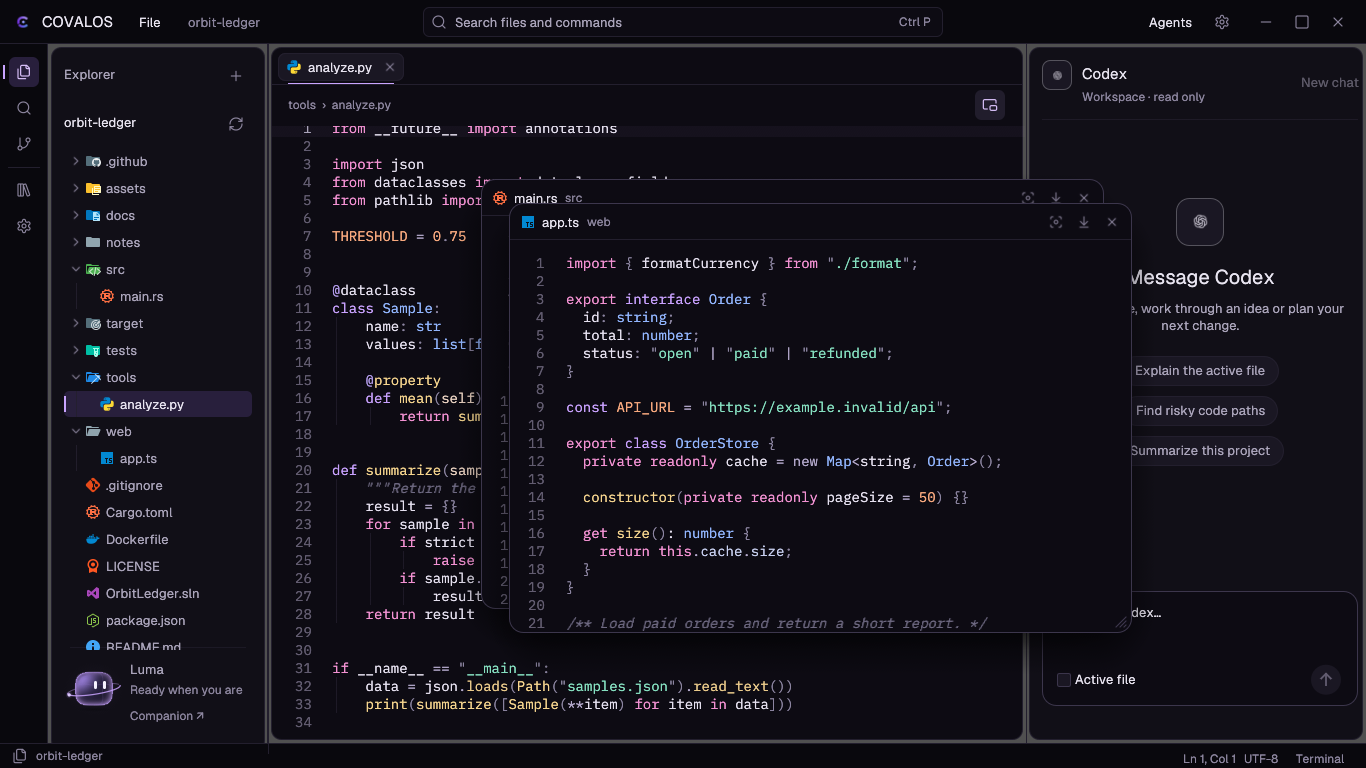 COVALOS File orbit-ledger
Search files and commands Ctrl P
Agents
Explorer
orbit-ledger
.github
assets
docs
notes
src
main.rs
target
tests
tools
analyze.py
web
app.ts
.gitignore
Cargo.toml
Dockerfile
LICENSE
OrbitLedger.sln
package.json
README.md
Luma
Ready when you are
Companion ↗
analyze.py
tools › analyze.py
1 from __future__ import annotations
2
3 import json
4 from dataclasses
5 from pathlib impor
6
7 THRESHOLD = 0.75
8
9
10 @dataclass
11 class Sample:
12 name: str
13 values: list[f
14
15 @property
16 def mean(self)
17 return sum
18
19
20 def summarize(samp
21 """Return the
22 result = {}
23 for sample in
24 if strict
25 raise
26 if sample.
27 result
28 return result
29
30
31 if __name__ == "__main__":
32 data = json.loads(Path("samples.json").read_text())
33 print(summarize([Sample(**item) for item in data]))
34
main.rs src
app.ts web
1 import { formatCurrency } from "./format";
2
3 export interface Order {
4 id: string;
5 total: number;
6 status: "open" | "paid" | "refunded";
7 }
8
9 const API_URL = "https://example.invalid/api";
10
11 export class OrderStore {
12 private readonly cache = new Map<string, Order>();
13
14 constructor(private readonly pageSize = 50) {}
15
16 get size(): number {
17 return this.cache.size;
18 }
19 }
20
21 /** Load paid orders and return a short report. */
Codex
Workspace · read only
New chat
Message Codex
, work through an idea or plan your
next change.
Explain the active file
Find risky code paths
Summarize this project
dex…
Active file
orbit-ledger
Ln 1, Col 1 UTF-8 Terminal